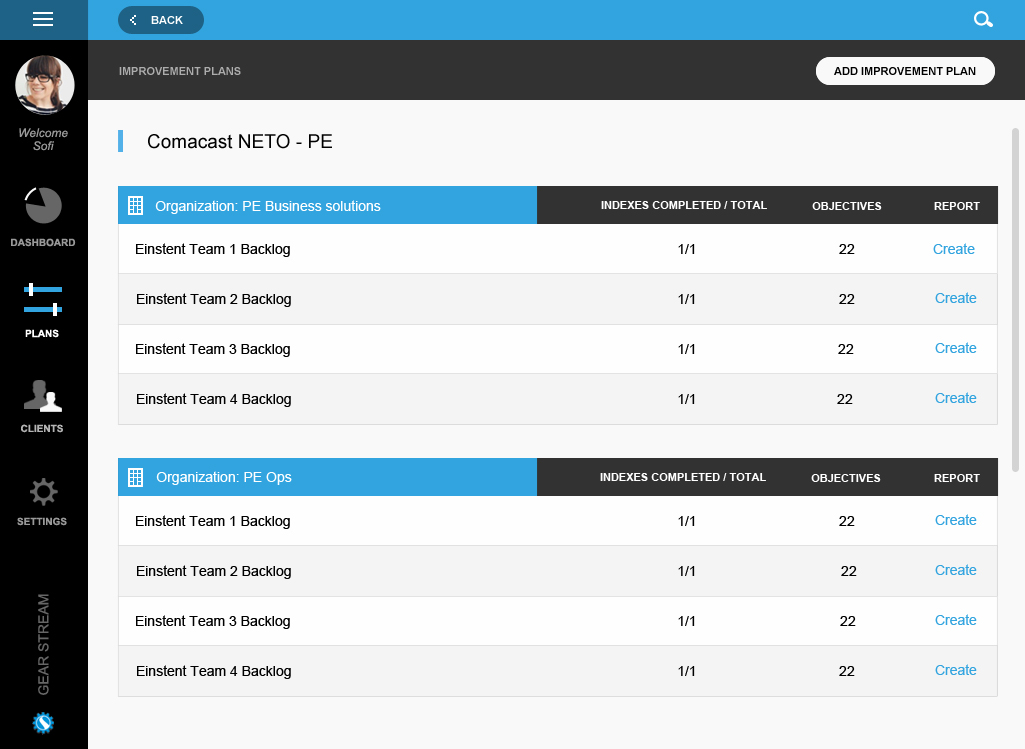 BACK
IMPROVEMENT PLANS
ADD IMPROVEMENT PLAN
Welcome
Sofi
DASHBOARD
PLANS
CLIENTS
SETTINGS
GEAR STREAM
Comacast NETO - PE
Organization: PE Business solutions INDEXES COMPLETED / TOTAL OBJECTIVES REPORT
Einstent Team 1 Backlog 1/1 22 Create
Einstent Team 2 Backlog 1/1 22 Create
Einstent Team 3 Backlog 1/1 22 Create
Einstent Team 4 Backlog 1/1 22 Create
Organization: PE Ops INDEXES COMPLETED / TOTAL OBJECTIVES REPORT
Einstent Team 1 Backlog 1/1 22 Create
Einstent Team 2 Backlog 1/1 22 Create
Einstent Team 3 Backlog 1/1 22 Create
Einstent Team 4 Backlog 1/1 22 Create